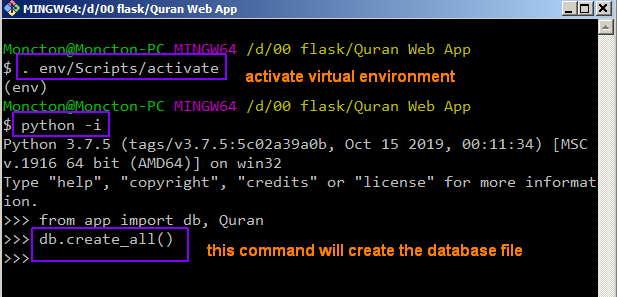 MINGW64:/d/00 flask/Quran Web App
Moncton@Moncton-PC MINGW64 /d/00 flask/Quran Web App
$ . env/Scripts/activate
activate virtual environment
(env)
Moncton@Moncton-PC MINGW64 /d/00 flask/Quran Web App
$ python -i
Python 3.7.5 (tags/v3.7.5:5c02a39a0b, Oct 15 2019, 00:11:34) [MSC
v.1916 64 bit (AMD64)] on win32
Type "help", "copyright", "credits" or "license" for more informat
ion.
>>> from app import db, Quran
>>> db.create_all()
this command will create the database file
>>>